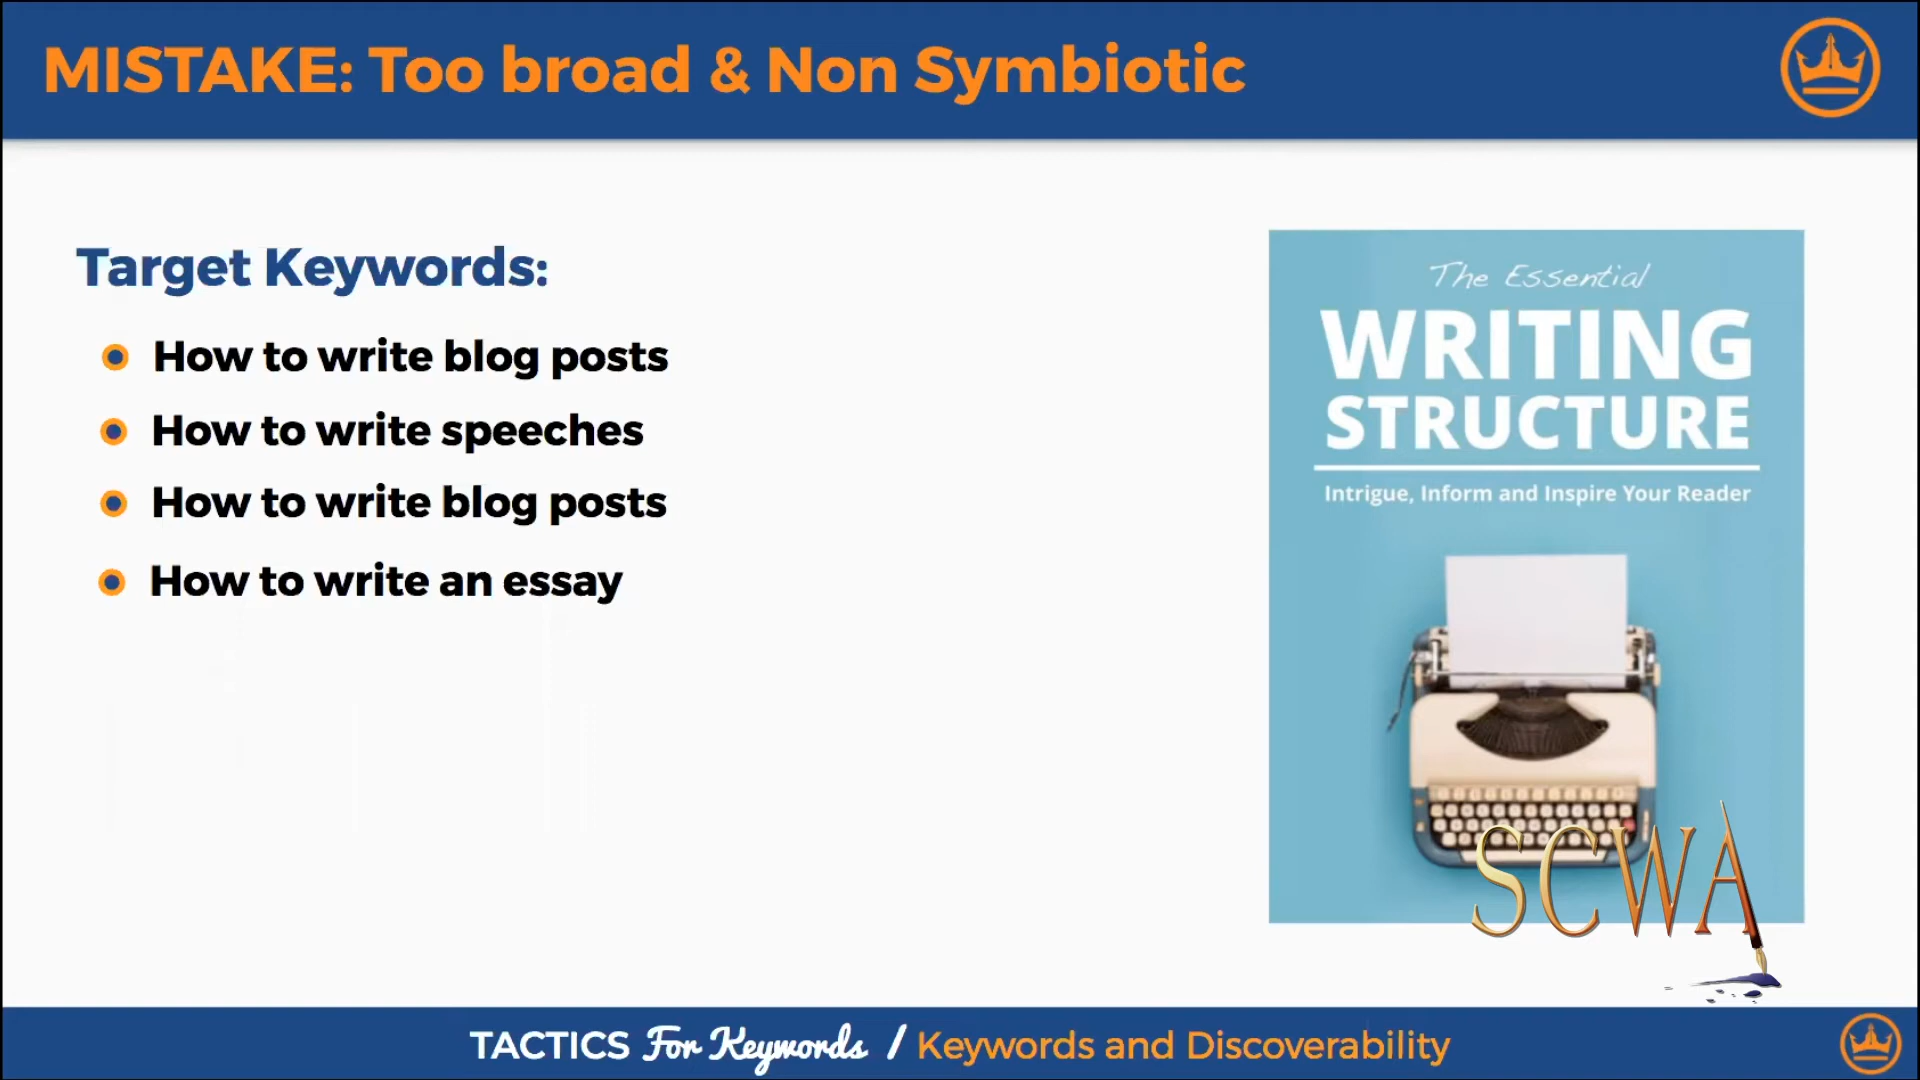 MISTAKE: Too broad & Non Symbiotic
Target Keywords:
How to write blog posts
How to write speeches
How to write blog posts
How to write an essay
The Essential
WRITING
STRUCTURE
Intrigue, Inform and Inspire Your Reader
SCWA
TACTICS For Keywords / Keywords and Discoverability